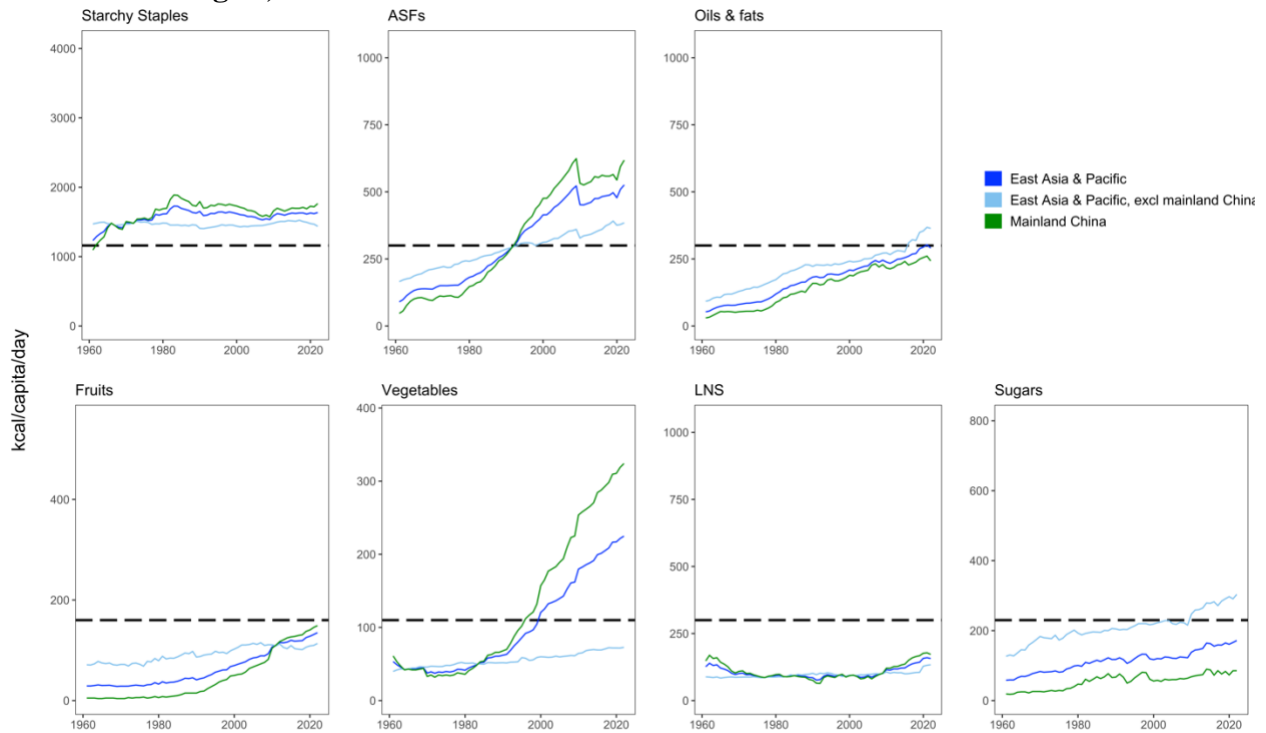 Starchy Staples
ASFs
Oils & fats
4000
3000
2000
1000
0
1000
750
500
250
0
1000
750
500
250
0
1960 1980 2000 2020
1960 1980 2000 2020
1960 1980 2000 2020
East Asia & Pacific
East Asia & Pacific, excl mainland China
Mainland China
kcal/capita/day
Fruits
Vegetables
LNS
Sugars
400
200
0
400
300
200
100
0
1000
750
500
250
0
800
600
400
200
0
1960 1980 2000 2020
1960 1980 2000 2020
1960 1980 2000 2020
1960 1980 2000 2020